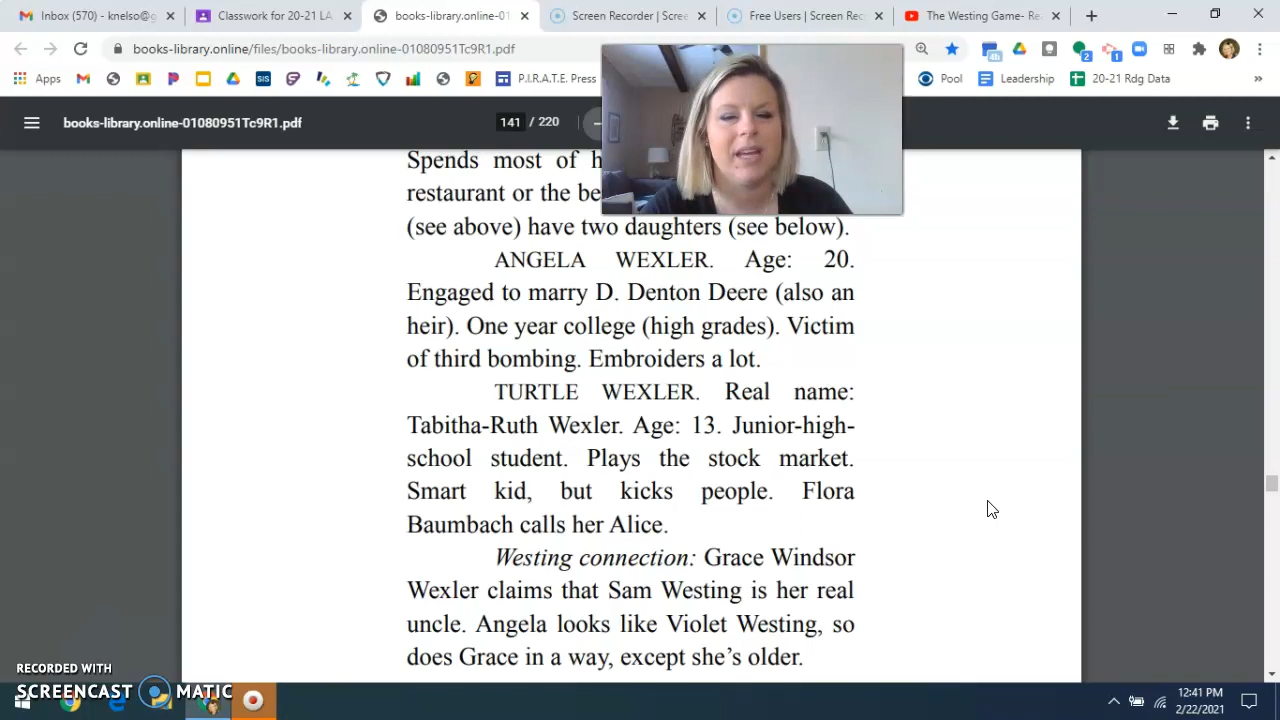 Inbox (570) - knelso@g
Classwork for 20-21 LA
books-library.online-01
Screen Recorder | Scree
Free Users | Screen Rec
The Westing Game- Re
books-library.online/files/books-library.online-01080951Tc9R1.pdf
Apps
SIS
P.I.R.A.T.E. Press
Pool
Leadership
20-21 Rdg Data
books-library.online-01080951Tc9R1.pdf
141 / 220
Spends most of h
restaurant or the be
(see above) have two daughters (see below).
ANGELA WEXLER. Age: 20.
Engaged to marry D. Denton Deere (also an
heir). One year college (high grades). Victim
of third bombing. Embroiders a lot.
TURTLE WEXLER. Real name:
Tabitha-Ruth Wexler. Age: 13. Junior-high-
school student. Plays the stock market.
Smart kid, but kicks people. Flora
Baumbach calls her Alice.
Westing connection: Grace Windsor
Wexler claims that Sam Westing is her real
uncle. Angela looks like Violet Westing, so
does Grace in a way, except she's older.
RECORDED WITH
SCREENCAST MATIC
12:41 PM
2/22/2021